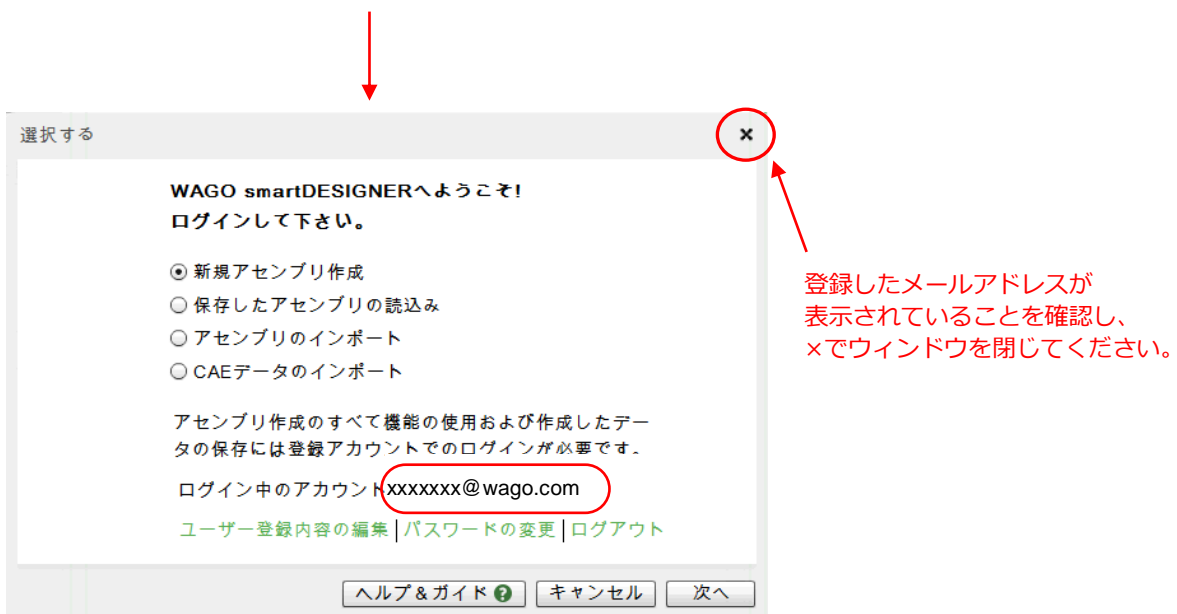 選択する
×
WAGO smartDESIGNERへようこそ!
ログインして下さい。
新規アセンブリ作成
保存したアセンブリの読込み
アセンブリのインポート
CAEデータのインポート
アセンブリ作成のすべて機能の使用および作成したデー
タの保存には登録アカウントでのログインが必要です。
ログイン中のアカウント xxxxxxx@wago.com
ユーザー登録内容の編集|パスワードの変更|ログアウト
ヘルプ&ガイド ? キャンセル 次へ
登録したメールアドレスが
表示されていることを確認し、
×でウィンドウを閉じてください。